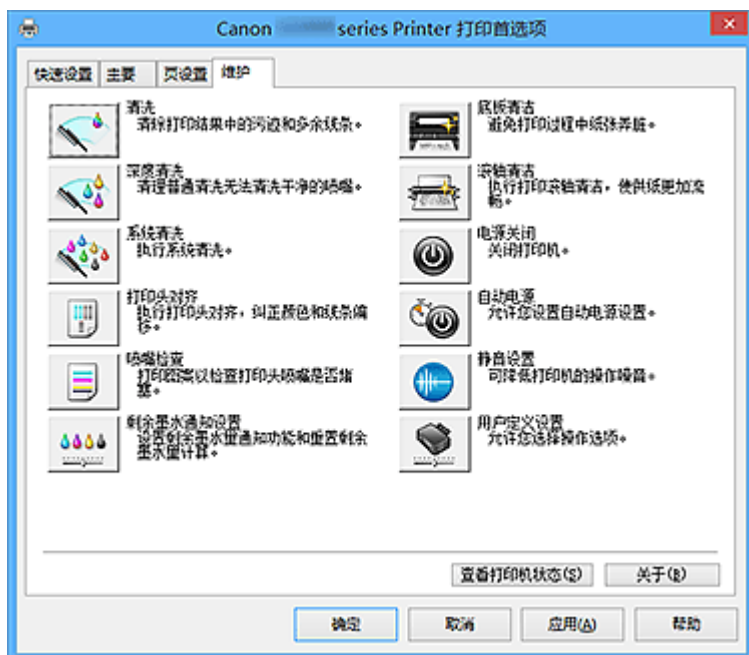 Canon series Printer 打印首选项
快速设置 主要 页设置 维护
清洗
清除打印结果中的污迹和多余线条。
深度清洗
清理普通清洗无法清洗干净的喷嘴。
系统清洗
执行系统清洗。
打印头对齐
执行打印头对齐，纠正颜色和线条偏
移。
喷嘴检查
打印图案以检查打印头喷嘴是否堵
塞。
剩余墨水通知设置
设置剩余墨水量通知功能和重置剩余
墨水量计算。
底板清洁
避免打印过程中纸张弄脏。
滚轴清洁
执行打印滚轴清洁，使供纸更加流
畅。
电源关闭
关闭打印机。
自动电源
允许您设置自动电源设置。
静音设置
可降低打印机的操作噪音。
用户定义设置
允许您选择操作选项。
查看打印机状态(S) 关于(B)
确定 取消 应用(A) 帮助